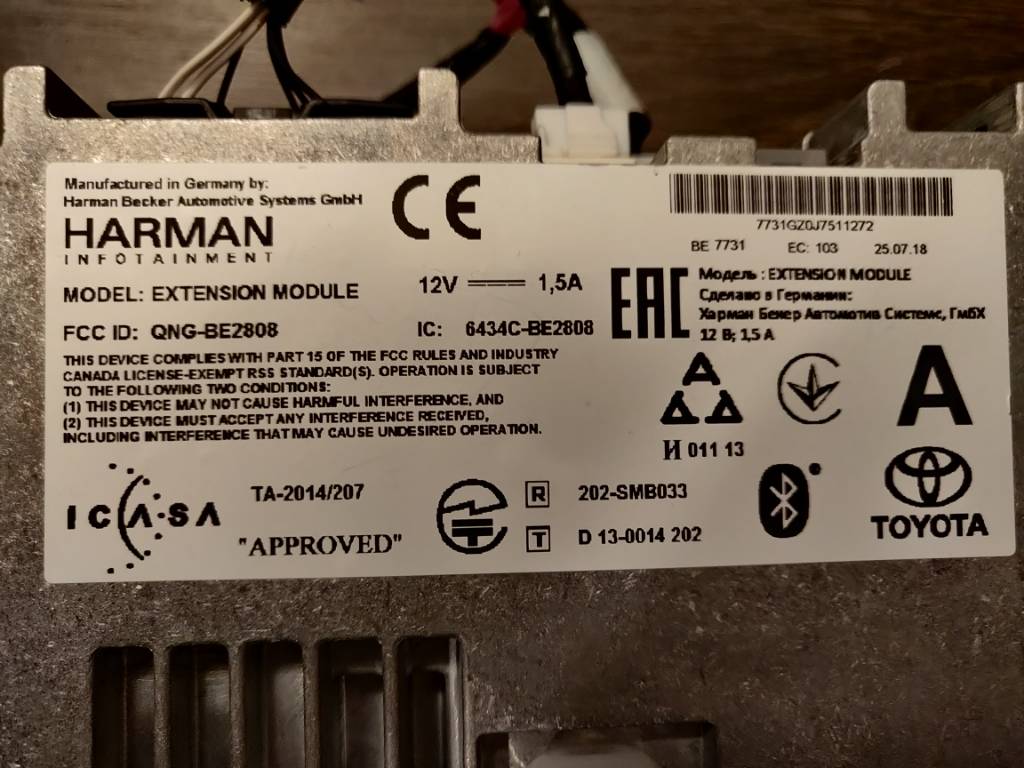 Manufactured in Germany by:
Harman Becker Automotive Systems GmbH
HARMAN
INFOTAINMENT
CE
7731GZ0J7511272
BE 7731 EC: 103 25.07.18
MODEL: EXTENSION MODULE
12V 1,5A
FCC ID: QNG-BE2808
IC: 6434C-BE2808
EAC
Модель : EXTENSION MODULE
Сделано в Германии:
Харман Бекер Аутомотив Системс, ГмбХ
12 В; 1,5 А
THIS DEVICE COMPLIES WITH PART 15 OF THE FCC RULES AND INDUSTRY
CANADA LICENSE-EXEMPT RSS STANDARD(S). OPERATION IS SUBJECT
TO THE FOLLOWING TWO CONDITIONS:
(1) THIS DEVICE MAY NOT CAUSE HARMFUL INTERFERENCE, AND
(2) THIS DEVICE MUST ACCEPT ANY INTERFERENCE RECEIVED,
INCLUDING INTERFERENCE THAT MAY CAUSE UNDESIRED OPERATION.
И 011 13
A
ICASA
TA-2014/207
"APPROVED"
R 202-SMB033
T D 13-0014 202
TOYOTA